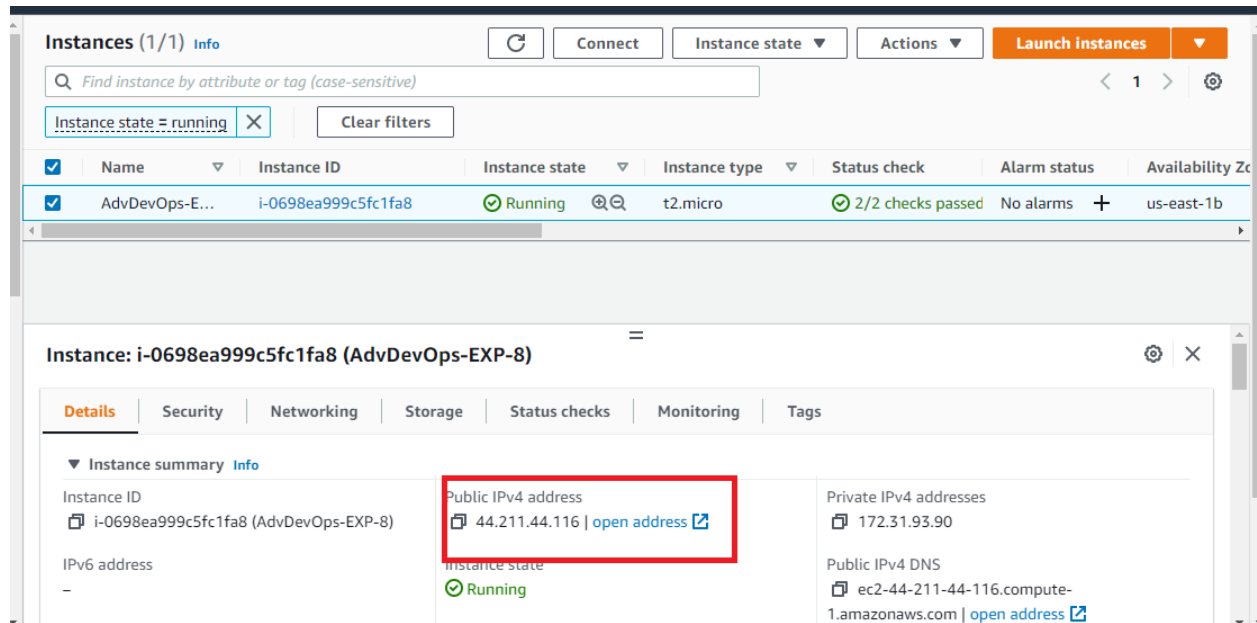 Instances (1/1) Info
Connect
Instance state
Actions
Launch instances
Find instance by attribute or tag (case-sensitive)
1
Instance state = running
Clear filters
Name Instance ID Instance state Instance type Status check Alarm status Availability Zo
AdvDevOps-E... i-0698ea999c5fc1fa8 Running t2.micro 2/2 checks passed No alarms + us-east-1b
Instance: i-0698ea999c5fc1fa8 (AdvDevOps-EXP-8)
Details Security Networking Storage Status checks Monitoring Tags
Instance summary Info
Instance ID
i-0698ea999c5fc1fa8 (AdvDevOps-EXP-8)
Public IPv4 address
44.211.44.116 | open address
Private IPv4 addresses
172.31.93.90
IPv6 address
–
Instance state
Running
Public IPv4 DNS
ec2-44-211-44-116.compute-
1.amazonaws.com | open address